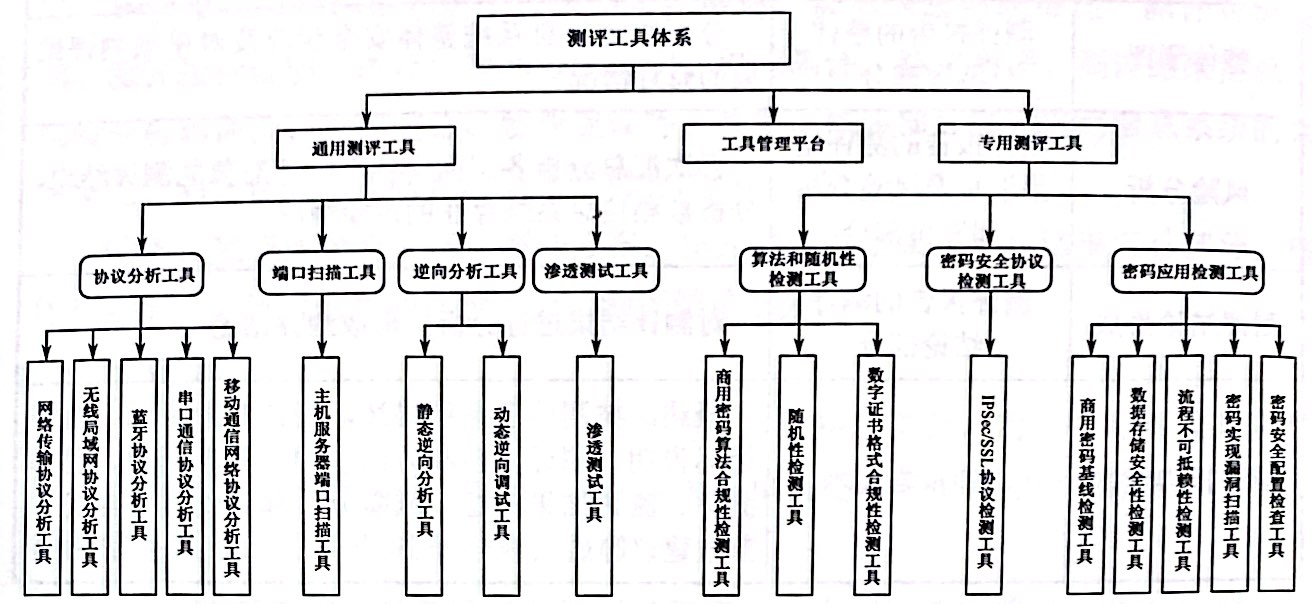 测评工具体系
通用测评工具
工具管理平台
专用测评工具
协议分析工具
端口扫描工具
逆向分析工具
渗透测试工具
算法和随机性
检测工具
密码安全协议
检测工具
密码应用检测工具
网络传输协议分析工具
无线局域网协议分析工具
蓝牙协议分析工具
串口通信协议分析工具
移动通信网络协议分析工具
主机服务器端口扫描工具
静态逆向分析工具
动态逆向调试工具
渗透测试工具
商用密码算法合规性检测工具
随机性检测工具
数字证书格式合规性检测工具
IPSec/SSL协议检测工具
商用密码基线检测工具
数据存储安全性检测工具
流程不可抵赖性检测工具
密码实现漏洞扫描工具
密码安全配置检查工具